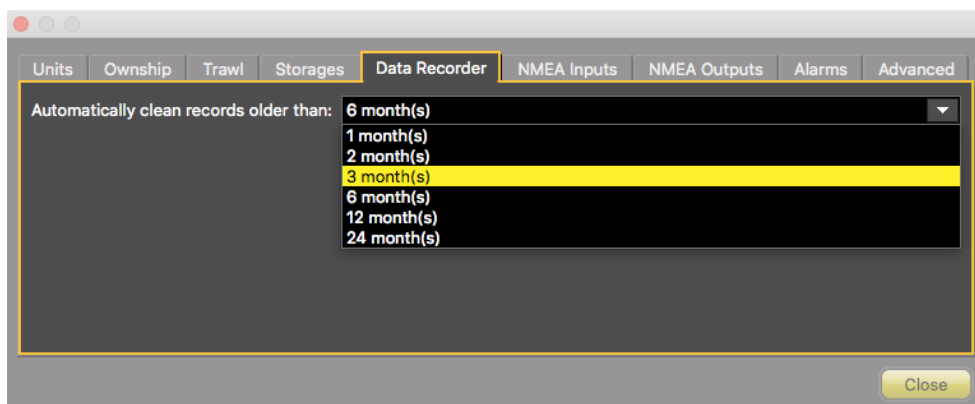 Units Ownship Trawl Storages Data Recorder NMEA Inputs NMEA Outputs Alarms Advanced
Automatically clean records older than: 6 month(s)
1 month(s)
2 month(s)
3 month(s)
6 month(s)
12 month(s)
24 month(s)
Close